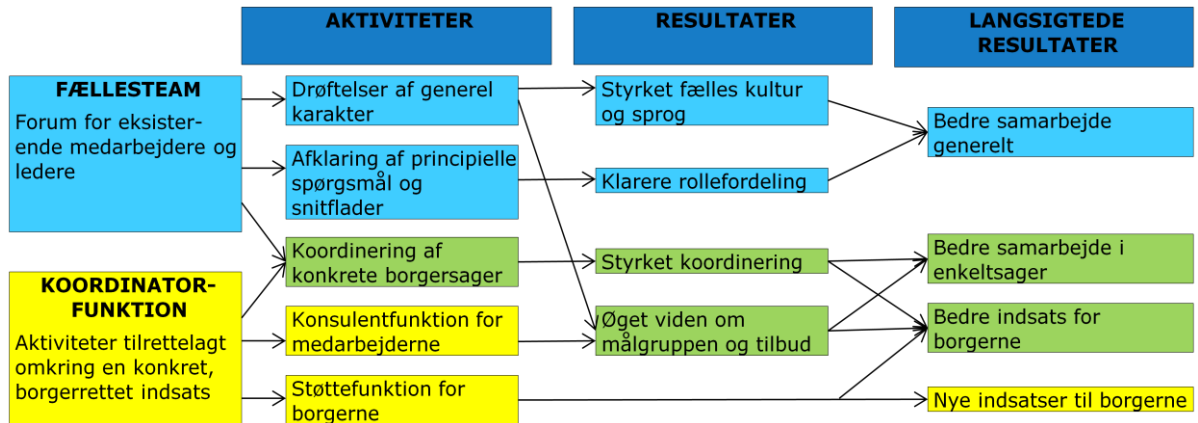 AKTIVITETER
RESULTATER
LANGSIGTEDE
RESULTATER
FÆLLESTEAM
Forum for eksister-
ende medarbejdere og
ledere
KOORDINATOR-
FUNKTION
Aktiviteter tilrettelagt
omkring en konkret,
borgerrettet indsats
Drøftelser af generel
karakter
Afklaring af principielle
spørgsmål og
snitflader
Koordinering af
konkrete borgersager
Konsulentfunktion for
medarbejderne
Støttefunktion for
borgerne
Styrket fælles kultur
og sprog
Klarere rollefordeling
Styrket koordinering
Øget viden om
målgruppen og tilbud
Bedre samarbejde
generelt
Bedre samarbejde i
enkeltsager
Bedre indsats for
borgerne
Nye indsatser til borgerne